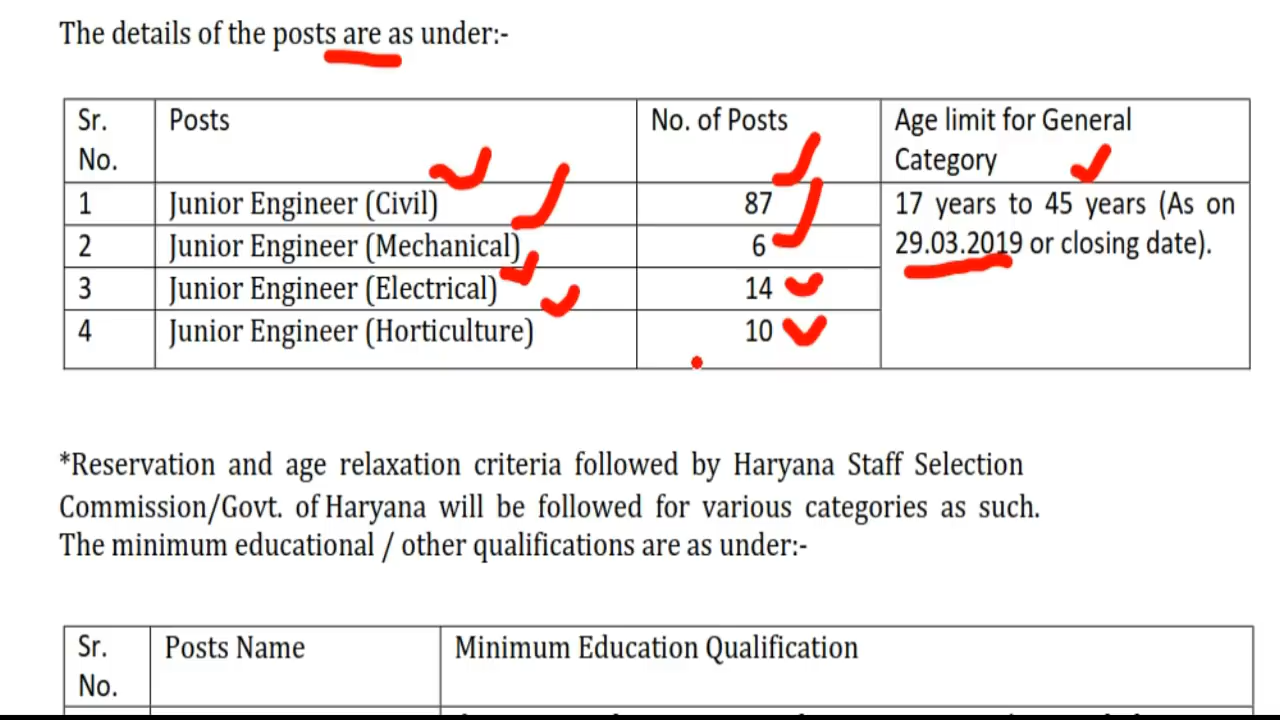 The details of the posts are as under:-
Sr. No. Posts No. of Posts Age limit for General Category
1 Junior Engineer (Civil) 87 17 years to 45 years (As on
2 Junior Engineer (Mechanical) 6 29.03.2019 or closing date).
3 Junior Engineer (Electrical) 14
4 Junior Engineer (Horticulture) 10
*Reservation and age relaxation criteria followed by Haryana Staff Selection
Commission/Govt. of Haryana will be followed for various categories as such.
The minimum educational / other qualifications are as under:-
Sr. No. Posts Name Minimum Education Qualification